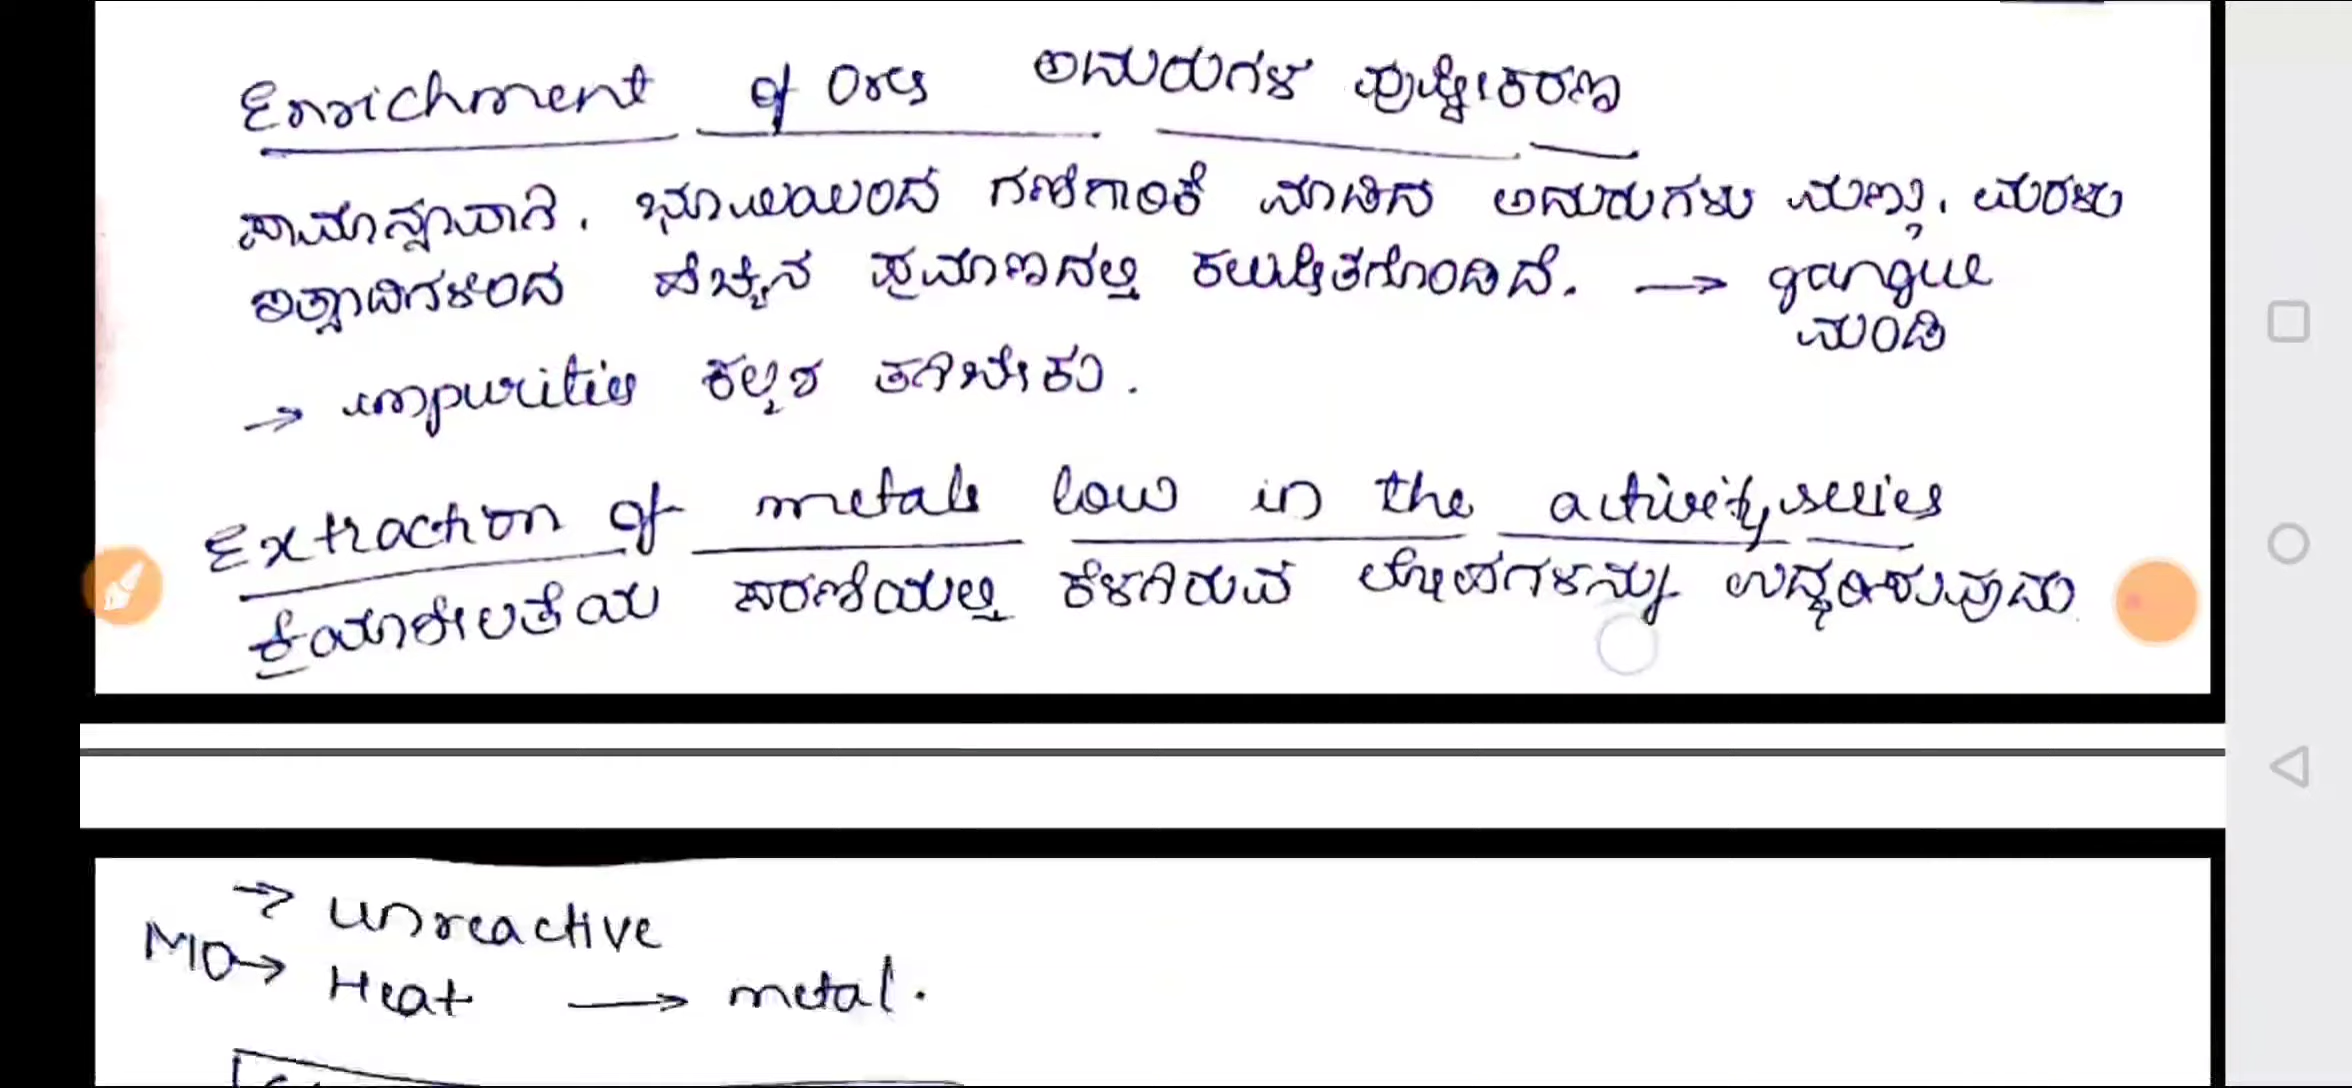 Enrichment of Ores ಅದುರುಗಳ ಪುಷ್ಟೀಕರಣ
ಸಾಮಾನ್ಯವಾಗಿ, ಭೂಮಿಯಿಂದ ಗಣಿಗಾರಿಕೆ ಮಾಡಿದ ಅದುರುಗಳು ಮಣ್ಣು, ಮರಳು
ಇತ್ಯಾದಿಗಳಿಂದ ಹೆಚ್ಚಿನ ಪ್ರಮಾಣದಲ್ಲಿ ಕಲುಷಿತಗೊಂಡಿದೆ. → gangue
ಮಂಡಿ
→ impurities ಕಲ್ಮಶ ತಗಿಬೇಕು.
Extraction of metals low in the activity series
ಕ್ರಿಯಾಶೀಲತೆಯ ಸರಣಿಯಲ್ಲಿ ಕೆಳಗಿರುವ ಲೋಹಗಳನ್ನು ಉದ್ಧರಿಸುವುದು
→ unreactive
MO→ Heat → metal.